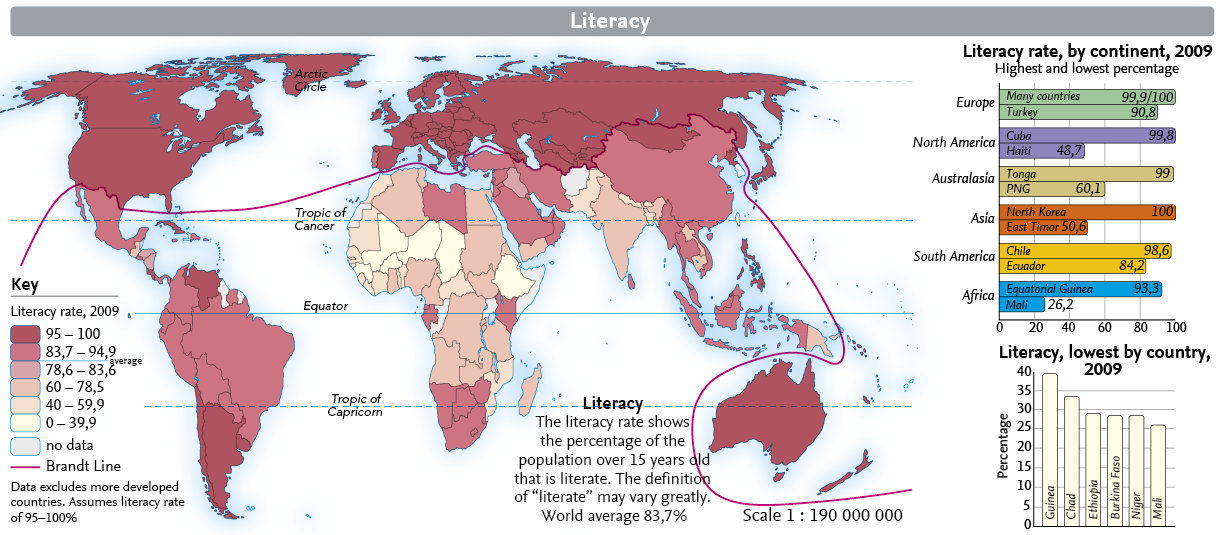 Literacy
Arctic
Circle
Tropic of
Cancer
Equator
Tropic of
Capricorn
Key
Literacy rate, 2009
95 – 100
83,7 – 94,9
average
78,6 – 83,6
60 – 78,5
40 – 59,9
0 – 39,9
no data
Brandt Line
Data excludes more developed
countries. Assumes literacy rate
of 95–100%
Literacy
The literacy rate shows
the percentage of the
population over 15 years old
that is literate. The definition
of “literate” may vary greatly.
World average 83,7%
Scale 1 : 190 000 000
Literacy rate, by continent, 2009
Highest and lowest percentage
Europe
Many countries 99,9/100
Turkey 90,8
North America
Cuba 99,8
Haiti 48,7
Australasia
Tonga 99
PNG 60,1
Asia
North Korea 100
East Timor 50,6
South America
Chile 98,6
Ecuador 84,2
Africa
Equatorial Guinea 93,3
Mali 26,2
0 20 40 60 80 100
Literacy, lowest by country,
2009
Percentage
40
35
30
25
20
15
10
5
0
Guinea
Chad
Ethiopia
Burkina Faso
Niger
Mali